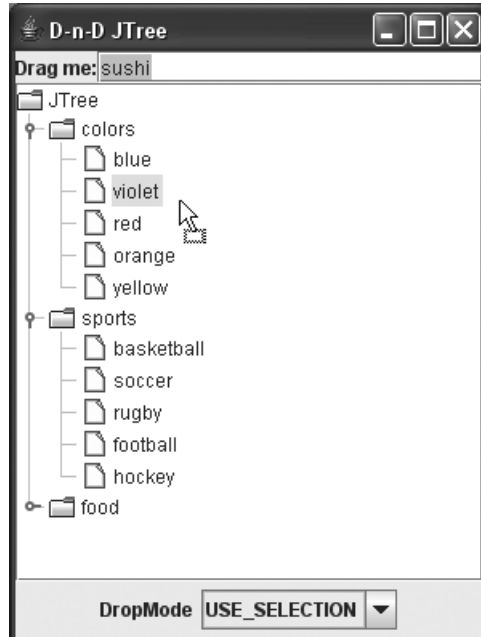 D-n-D JTree
Drag me: sushi
JTree
colors
blue
violet
red
orange
yellow
sports
basketball
soccer
rugby
football
hockey
food
DropMode USE_SELECTION